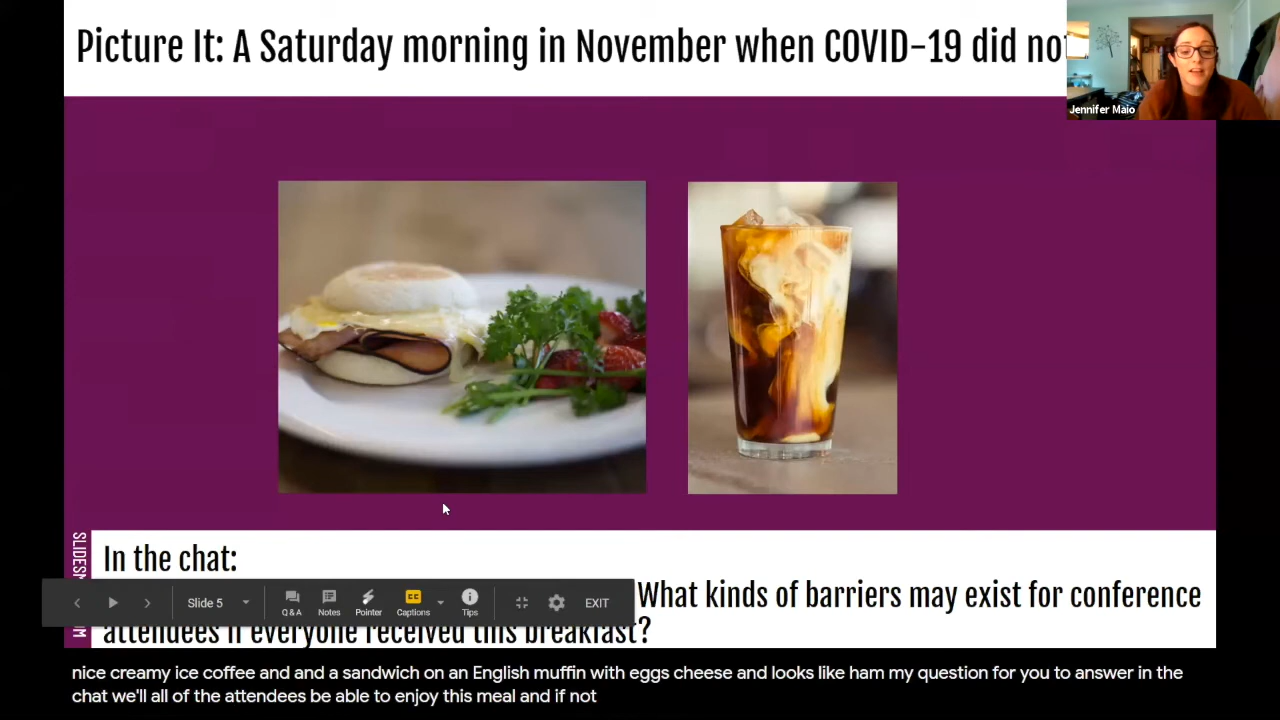 Picture It: A Saturday morning in November when COVID-19 did
Jennifer Maio
In the chat:
What kinds of barriers may exist for conference
attendees if everyone received this breakfast?
Slide 5
Q&A
Notes
Pointer
Captions
CC
Tips
EXIT
nice creamy ice coffee and and a sandwich on an English muffin with eggs cheese and looks like ham my question for you to answer in the
chat we'll all of the attendees be able to enjoy this meal and if not